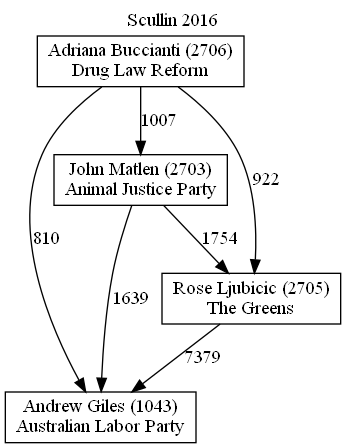 Scullin 2016
Adriana Buccianti (2706)
Drug Law Reform
1007
John Matlen (2703)
Animal Justice Party
922
810
1754
1639
Rose Ljubicic (2705)
The Greens
7379
Andrew Giles (1043)
Australian Labor Party